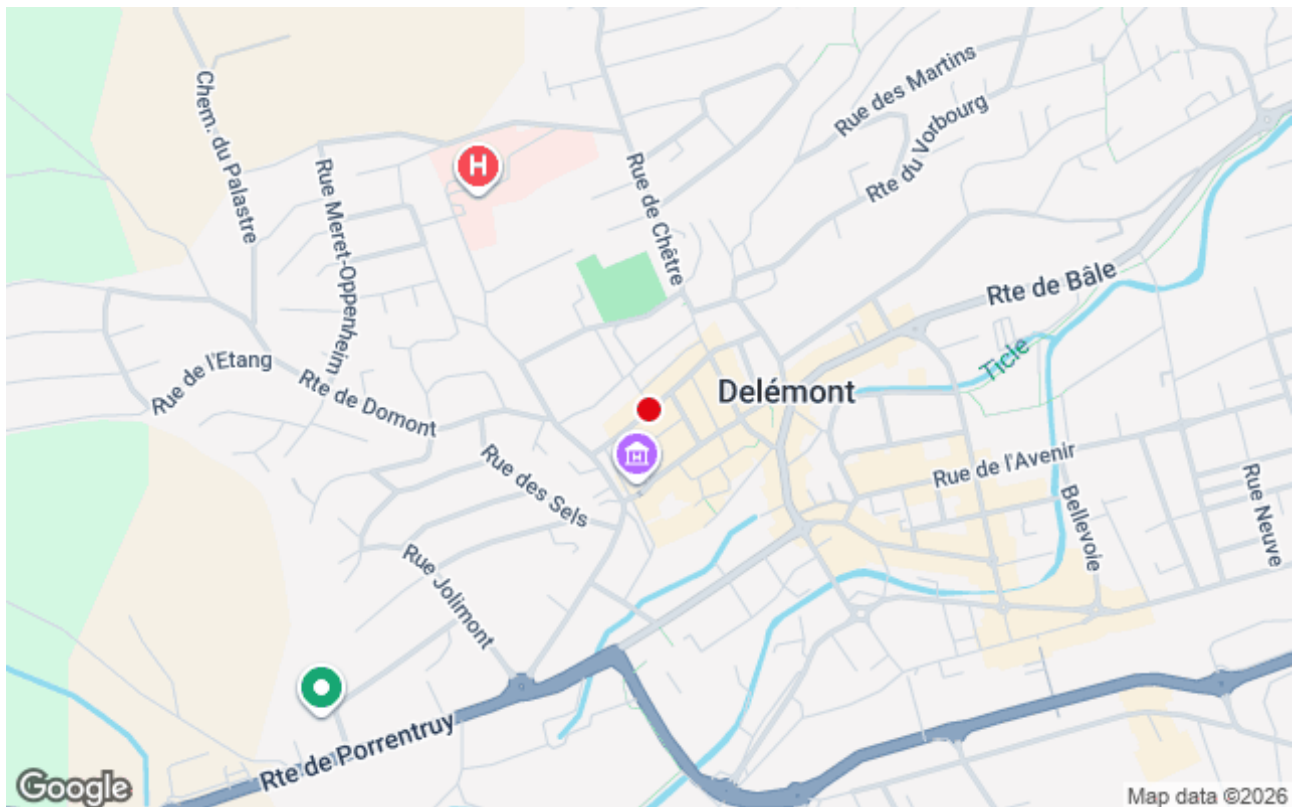 Chem. du Palastre
Rue Meret-Oppenheim
H
Rue de Chêtre
Rue des Martins
Rte du Vorbourg
Rte de Bâle
Ticle
Delémont
Rue de l'Etang
Rte de Domont
Rue des Sels
Rue Jolimont
Rue de l'Avenir
Bellevoie
Rue Neuve
Rte de Porrentruy
Google
Map data ©2026